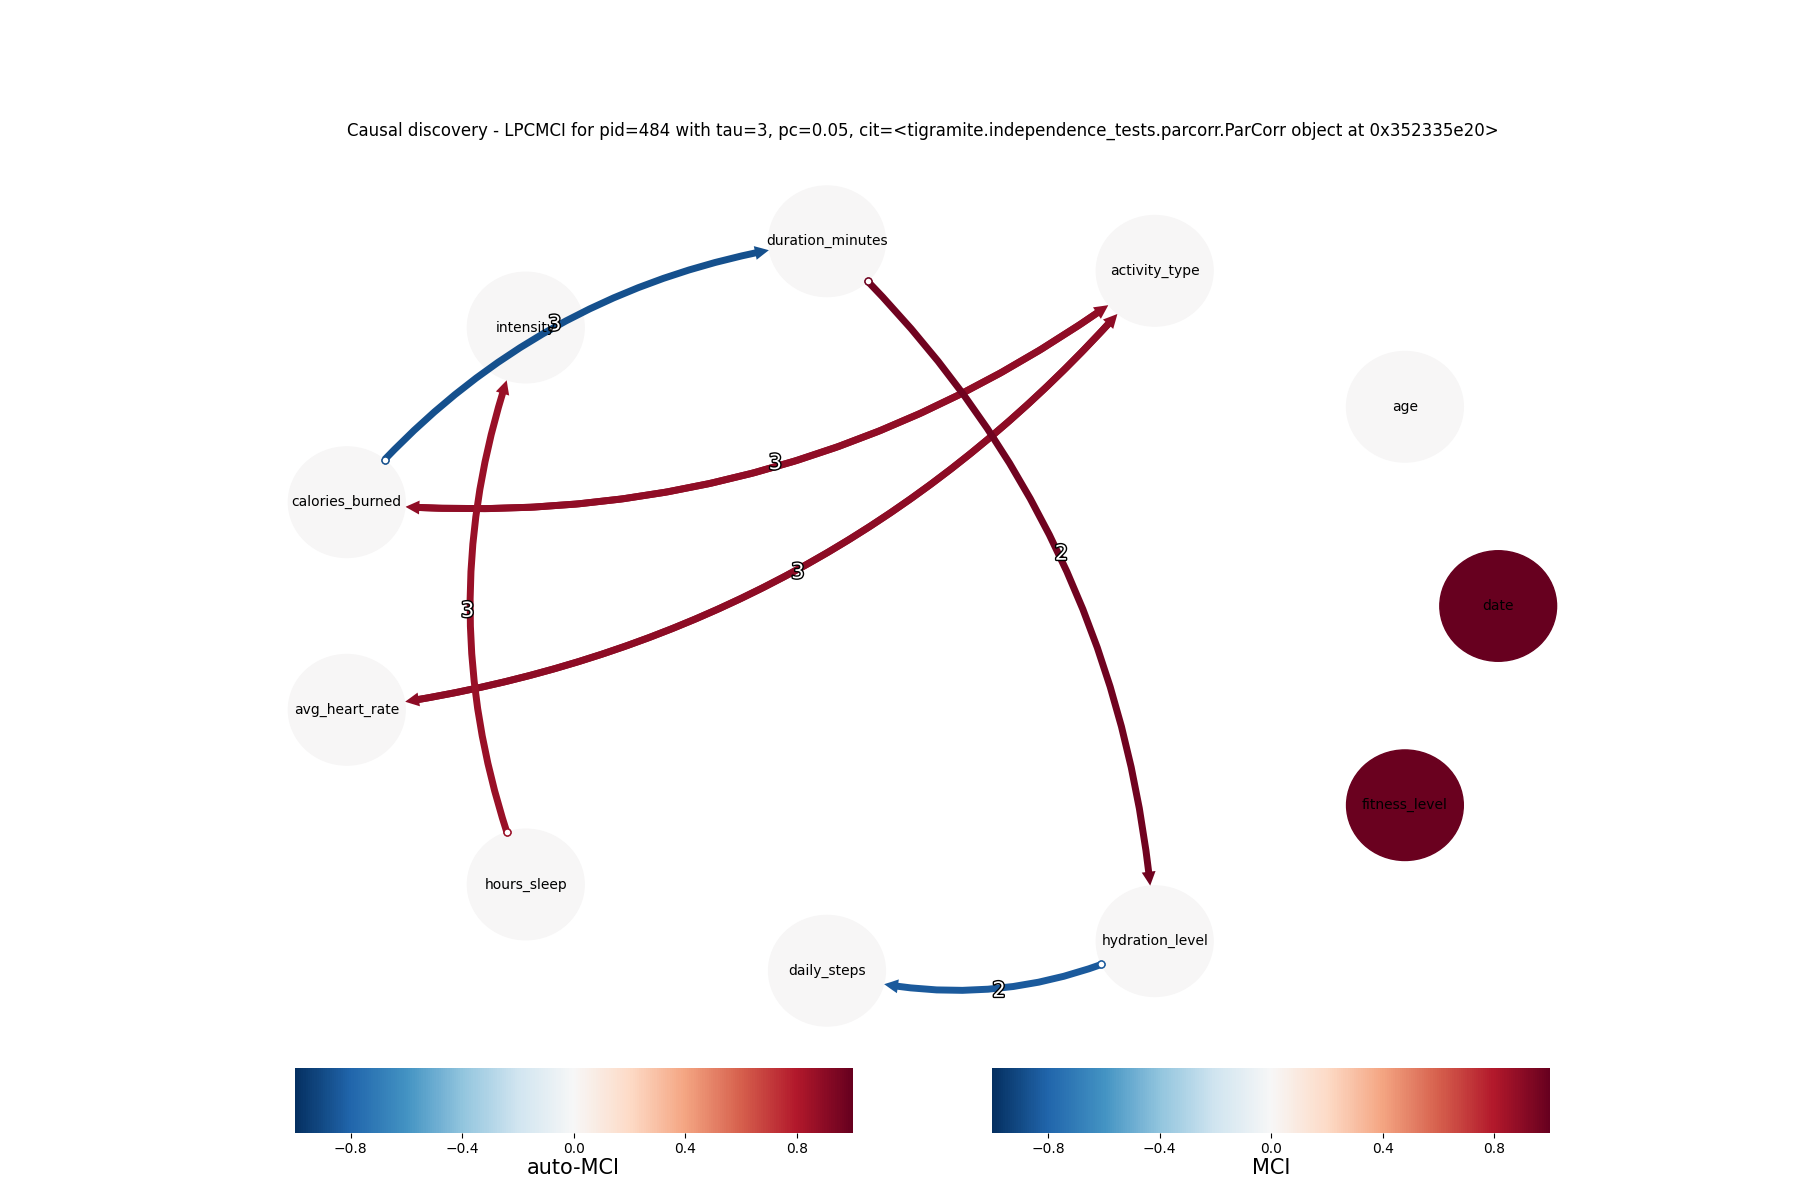 Causal discovery - LPCMCI for pid=484 with tau=3, pc=0.05, cit=<tigramite.independence_tests.parcorr.ParCorr object at 0x352335e20>
duration_minutes
activity_type
intensity
3
age
3
calories_burned
2
3
date
3
avg_heart_rate
fitness_level
hours_sleep
hydration_level
daily_steps
2
−0.8 −0.4 0.0 0.4 0.8
auto-MCI
−0.8 −0.4 0.0 0.4 0.8
MCI